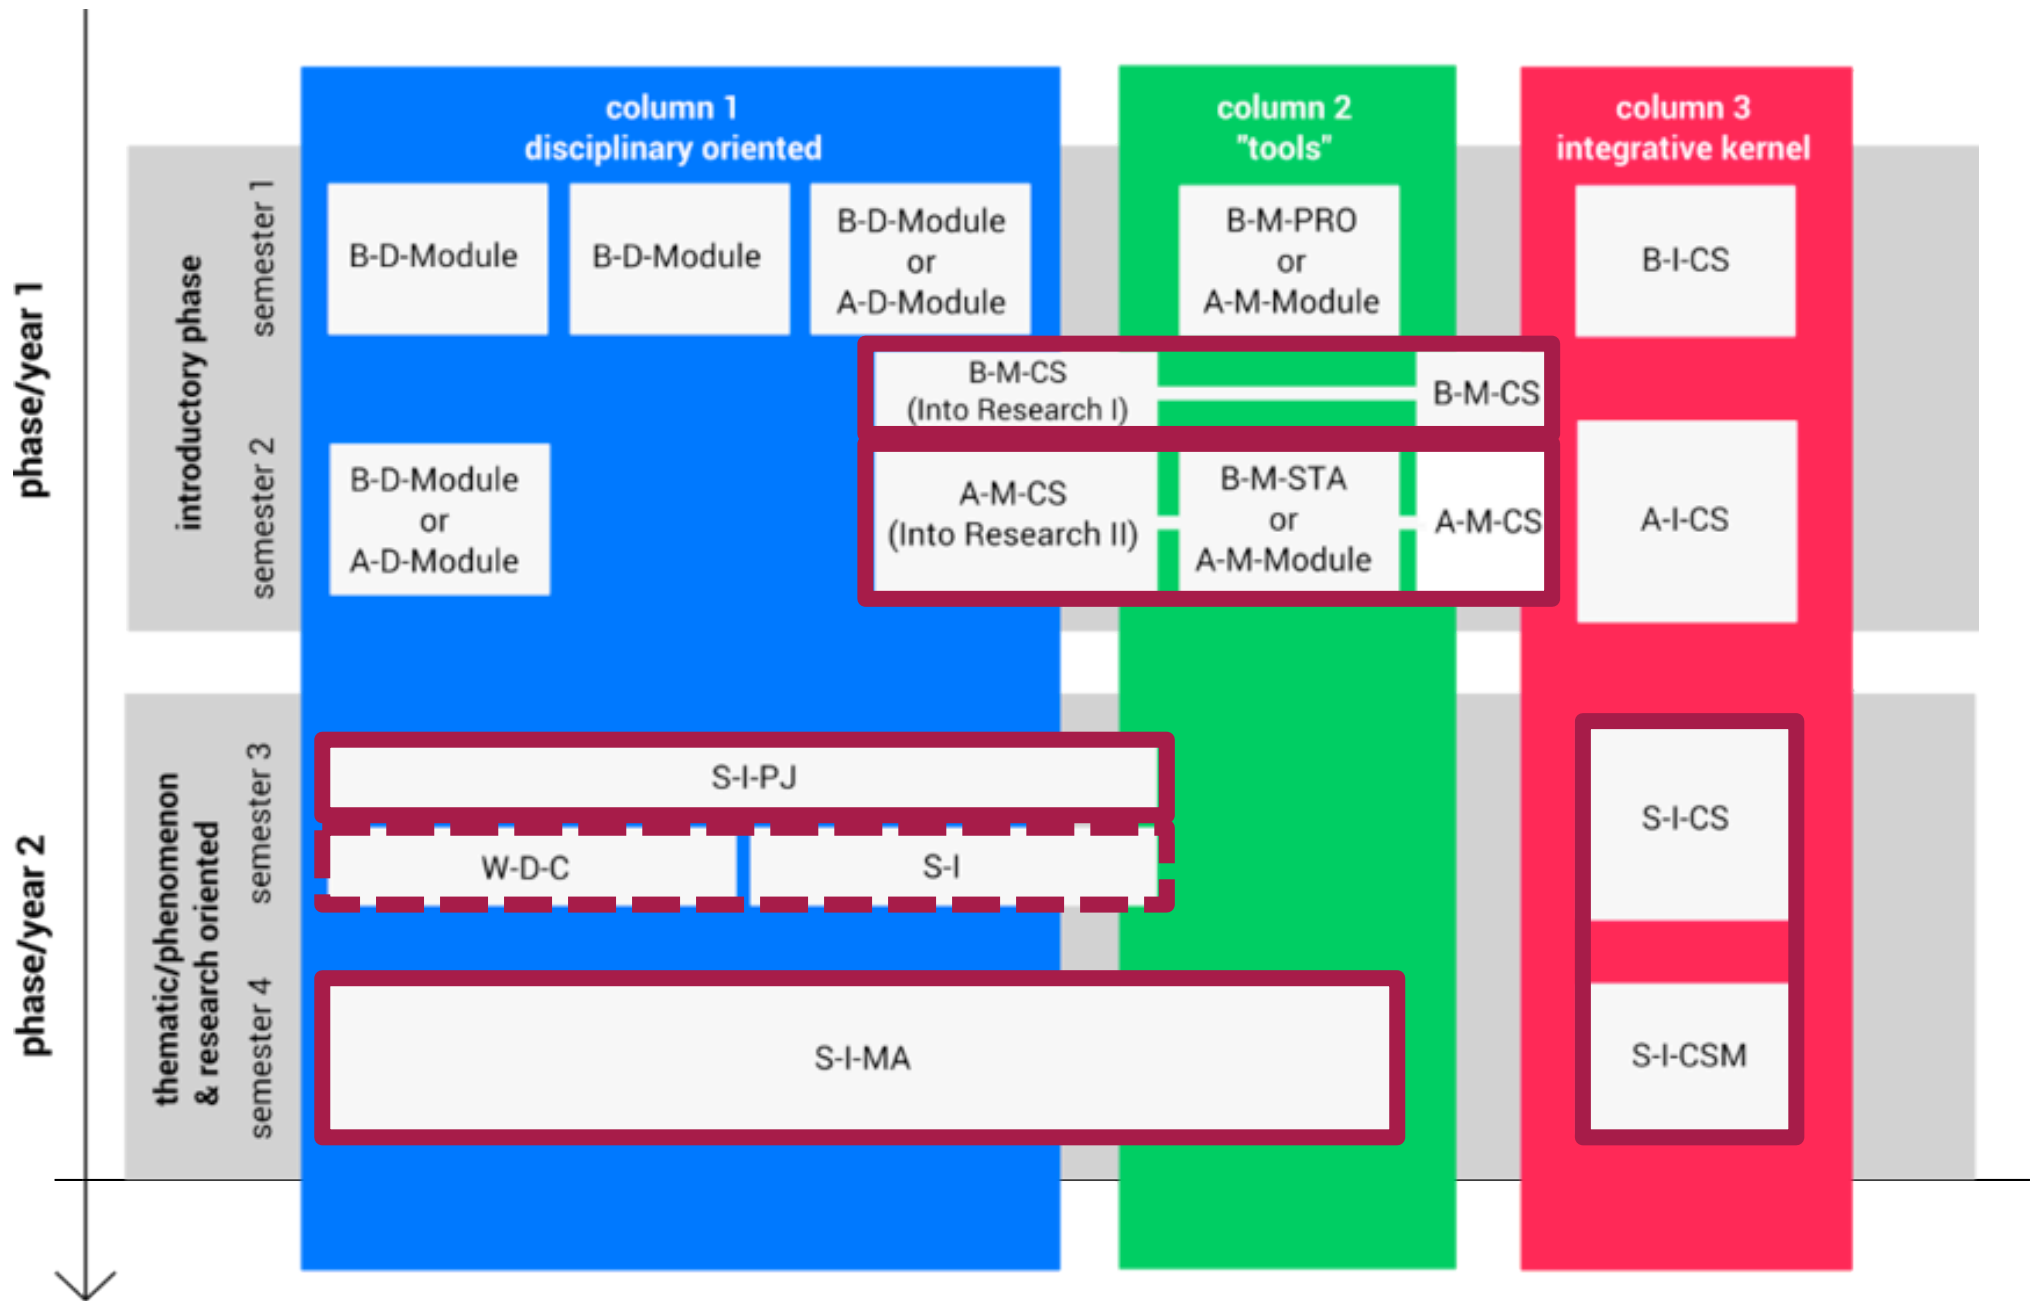 column 1
disciplinary oriented
column 2
"tools"
column 3
integrative kernel
phase/year 1
introductory phase
semester 1
B-D-Module
B-D-Module
B-D-Module
or
A-D-Module
B-M-PRO
or
A-M-Module
B-I-CS
B-M-CS
(Into Research I)
B-M-CS
semester 2
B-D-Module
or
A-D-Module
A-M-CS
(Into Research II)
B-M-STA
or
A-M-Module
A-M-CS
A-I-CS
phase/year 2
thematic/phenomenon
& research oriented
semester 3
S-I-PJ
W-D-C
S-I
S-I-CS
semester 4
S-I-MA
S-I-CSM